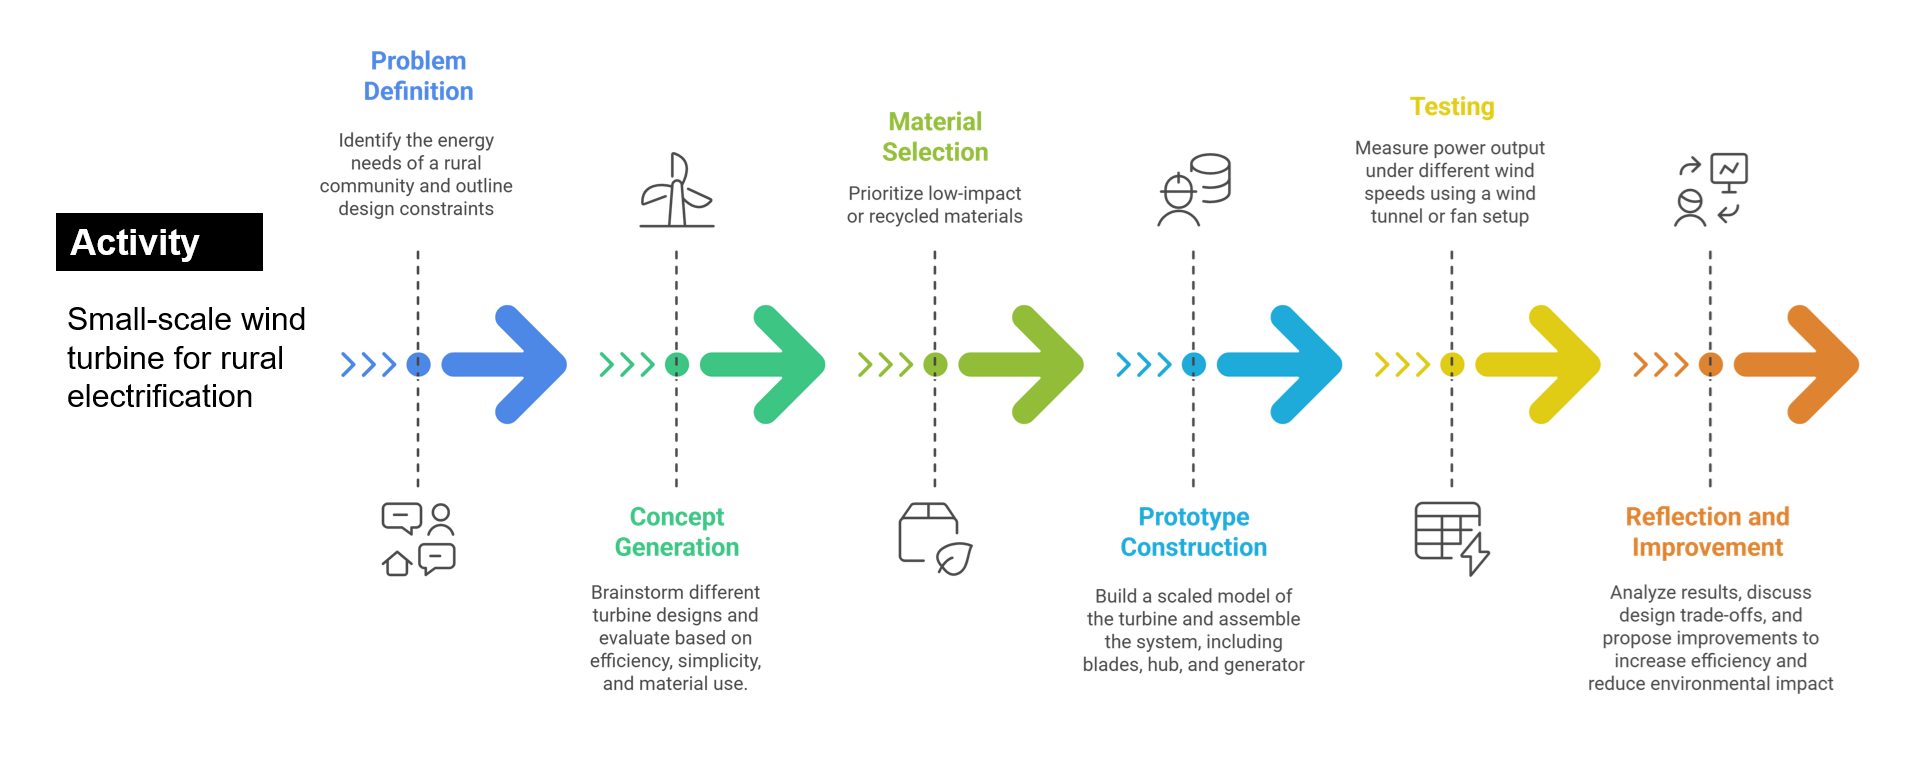 Activity
Small-scale wind
turbine for rural
electrification
Problem
Definition
Identify the energy
needs of a rural
community and outline
design constraints
Concept
Generation
Brainstorm different
turbine designs and
evaluate based on
efficiency, simplicity,
and material use.
Material
Selection
Prioritize low-impact
or recycled materials
Prototype
Construction
Build a scaled model of
the turbine and assemble
the system, including
blades, hub, and generator
Testing
Measure power output
under different wind
speeds using a wind
tunnel or fan setup
Reflection and
Improvement
Analyze results, discuss
design trade-offs, and
propose improvements to
increase efficiency and
reduce environmental impact